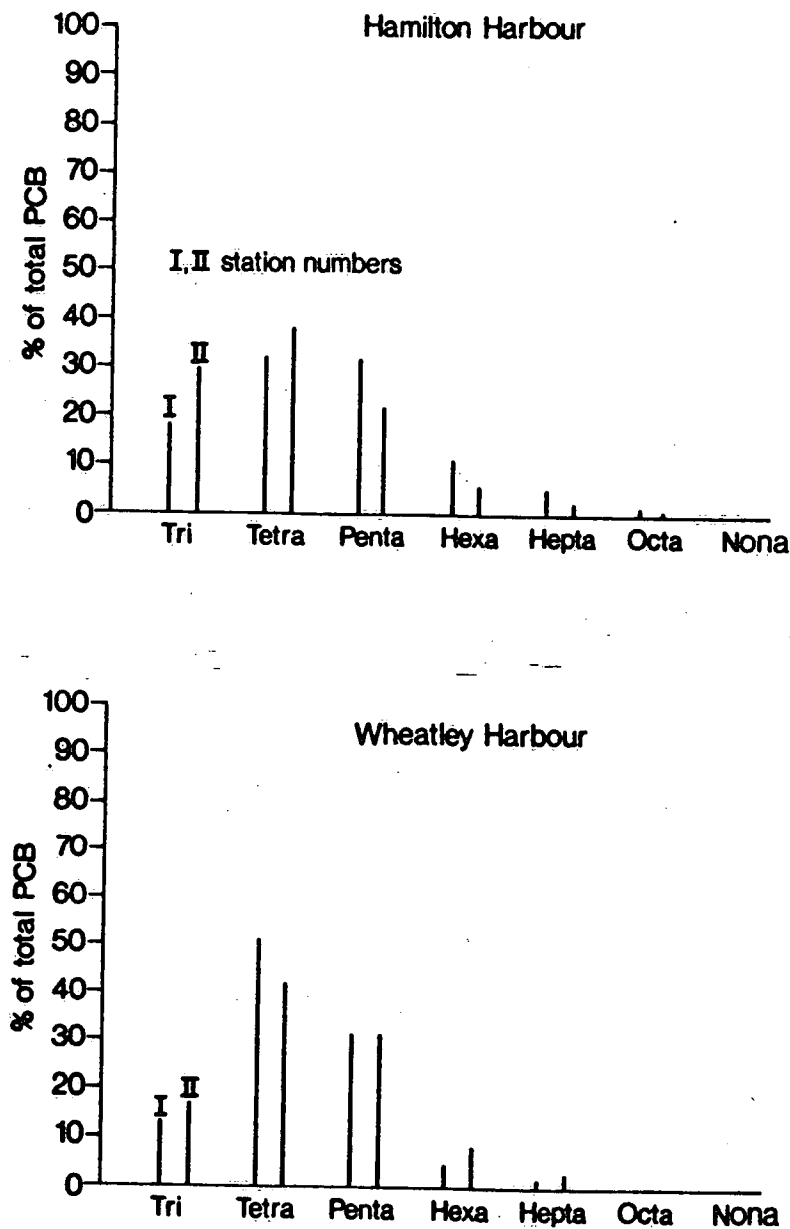 Hamilton Harbour
% of total PCB
100
90
80
70
60
50
40
30
20
10
0
I, II station numbers
I
II
Tri Tetra Penta Hexa Hepta Octa Nona
Wheatley Harbour
% of total PCB
100
90
80
70
60
50
40
30
20
10
0
I
II
Tri Tetra Penta Hexa Hepta Octa Nona